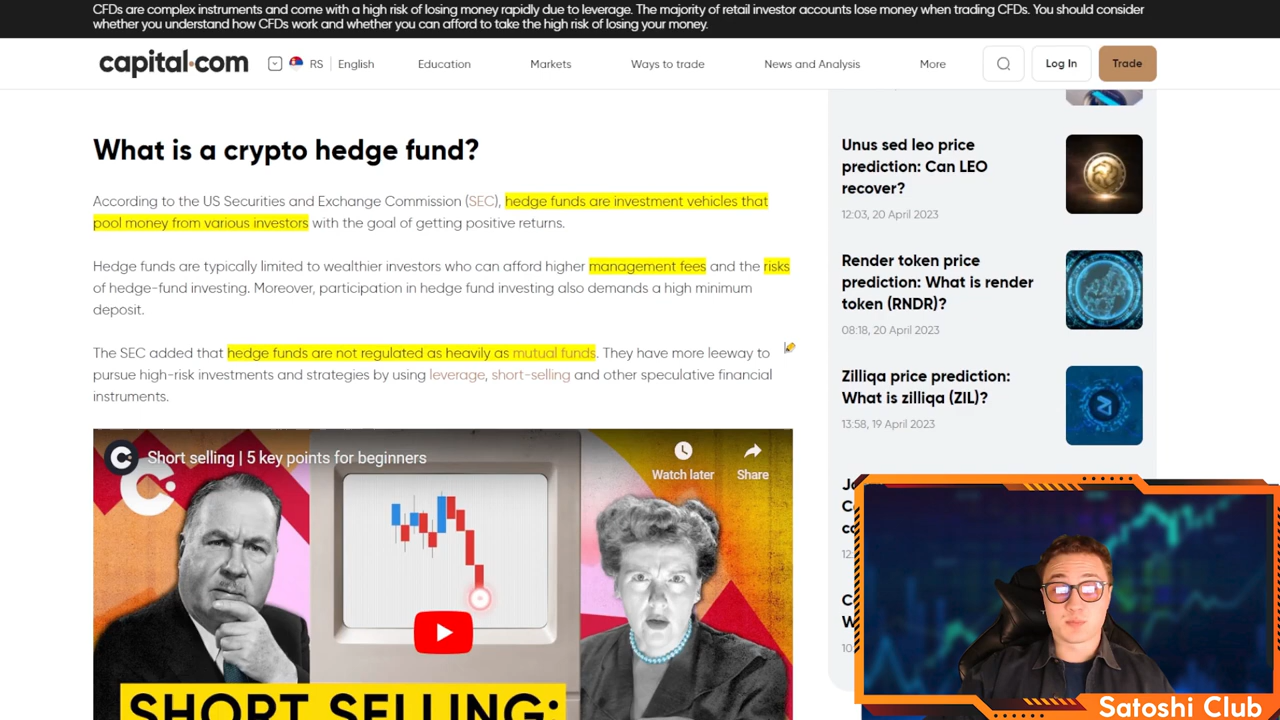 CFDs are complex instruments and come with a high risk of losing money rapidly due to leverage. The majority of retail investor accounts lose money when trading CFDs. You should consider
whether you understand how CFDs work and whether you can afford to take the high risk of losing your money.
capital.com RS English Education Markets Ways to trade News and Analysis More Log In Trade
What is a crypto hedge fund?
According to the US Securities and Exchange Commission (SEC), hedge funds are investment vehicles that
pool money from various investors with the goal of getting positive returns.
Hedge funds are typically limited to wealthier investors who can afford higher management fees and the risks
of hedge-fund investing. Moreover, participation in hedge fund investing also demands a high minimum
deposit.
The SEC added that hedge funds are not regulated as heavily as mutual funds. They have more leeway to
pursue high-risk investments and strategies by using leverage, short-selling and other speculative financial
instruments.
Short selling | 5 key points for beginners
Watch later
Share
SHORT SELLING:
Unus sed leo price
prediction: Can LEO
recover?
12:03, 20 April 2023
Render token price
prediction: What is render
token (RNDR)?
08:18, 20 April 2023
Zilliqa price prediction:
What is zilliqa (ZIL)?
13:58, 19 April 2023
Satoshi Club